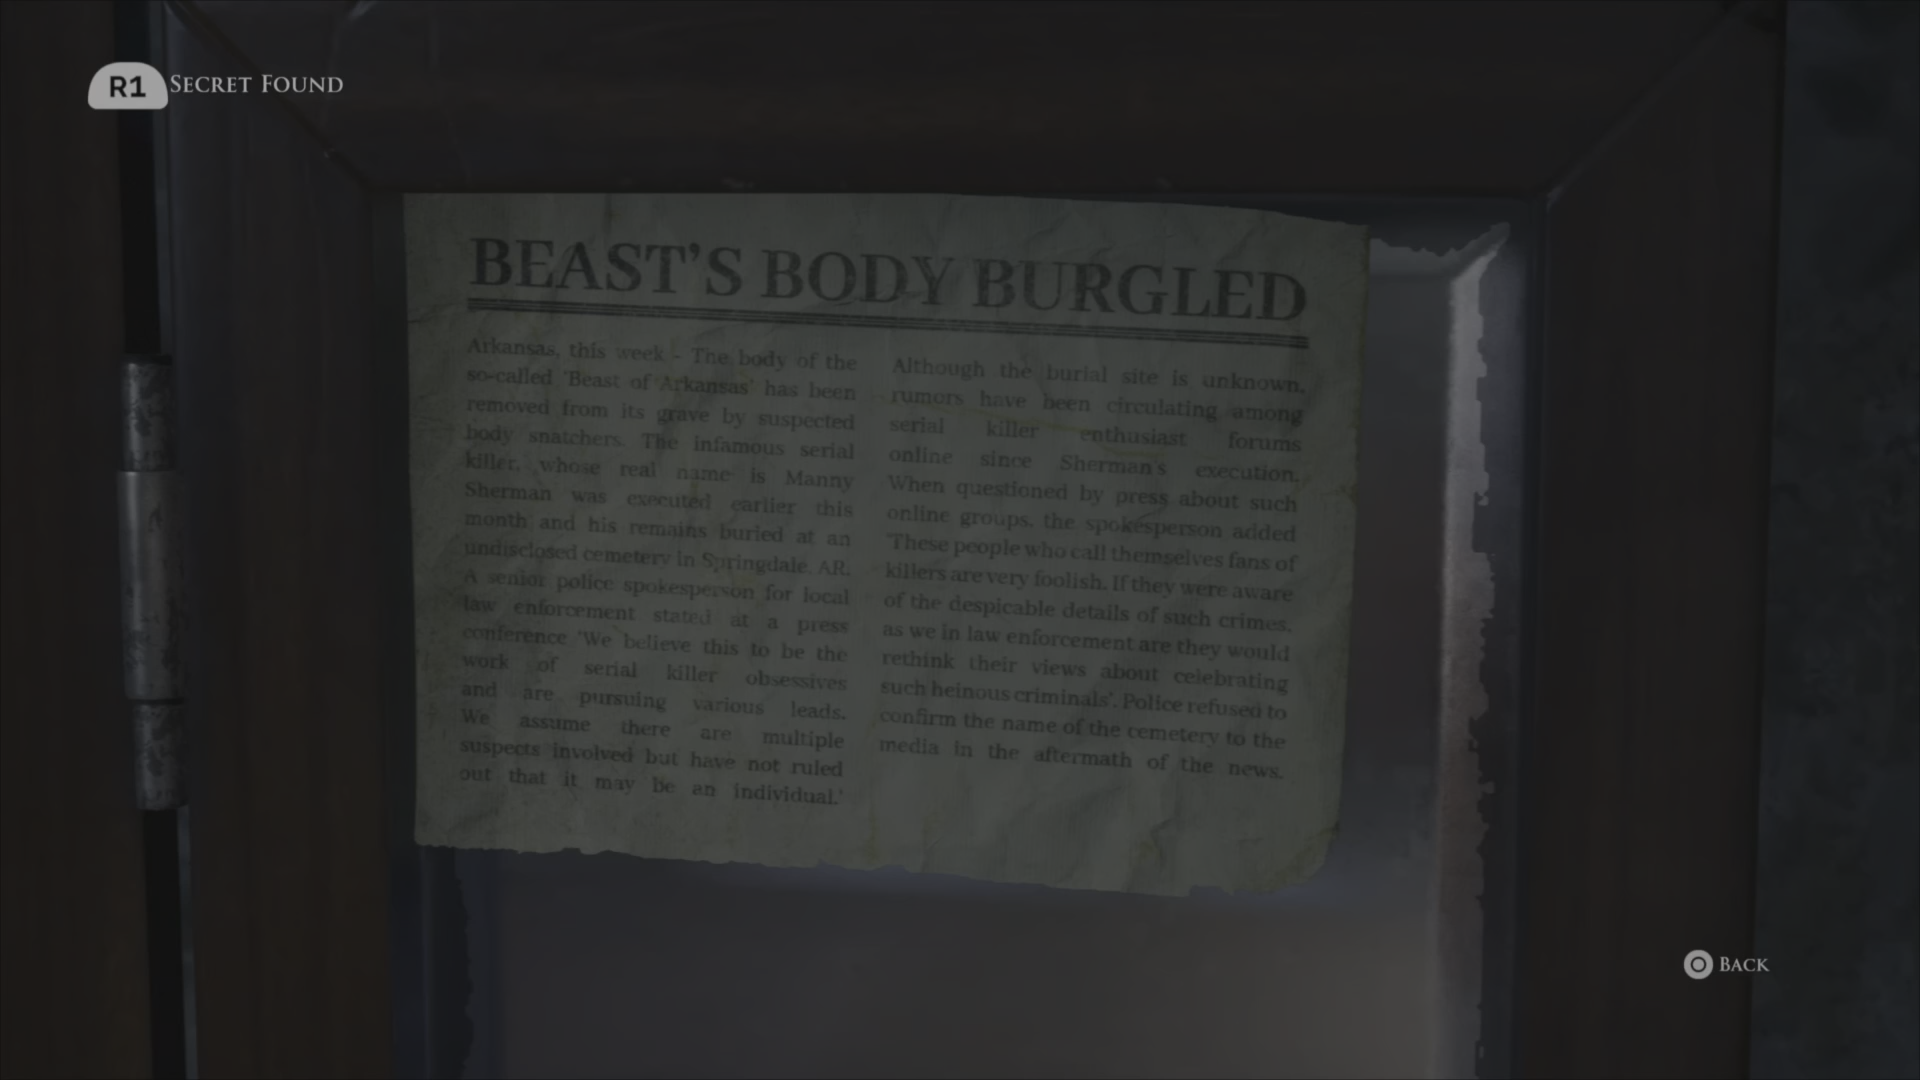 R1 SECRET FOUND
BEAST'S BODY BURGLED
Arkansas, this week - The body of the
so-called 'Beast of Arkansas' has been
removed from its grave by suspected
body snatchers. The infamous serial
killer, whose real name is Manny
Sherman was executed earlier this
month and his remains buried at an
undisclosed cemetery in Springdale, AR.
A senior police spokesperson for local
law enforcement stated at a press
conference 'We believe this to be the
work of serial killer obsessives
and are pursuing various leads.
We assume there are multiple
suspects involved but have not ruled
out that it may be an individual.'
Although the burial site is unknown,
rumors have been circulating among
serial killer enthusiast forums
online since Sherman's execution.
When questioned by press about such
online groups, the spokesperson added
'These people who call themselves fans of
killers are very foolish. If they were aware
of the despicable details of such crimes,
as we in law enforcement are they would
rethink their views about celebrating
such heinous criminals'. Police refused to
confirm the name of the cemetery to the
media in the aftermath of the news.
BACK